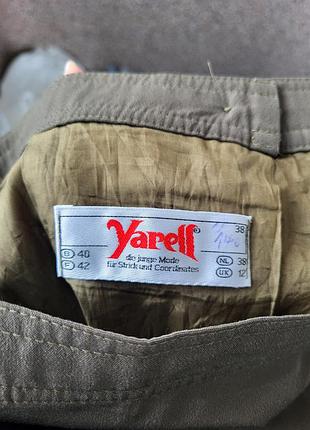 38
Yarell®
die junge Mode
für Strick und Coordinates
B 40
F 42
NL 38
UK 12